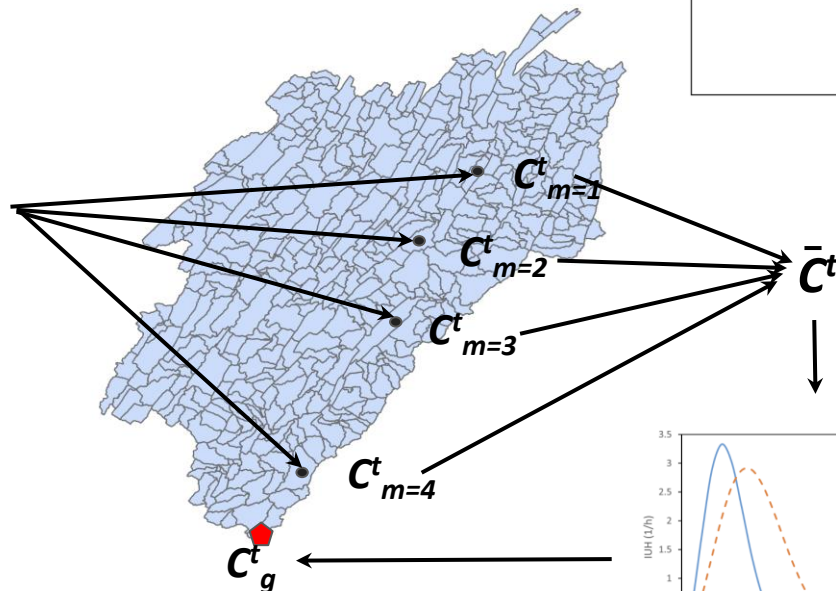 C^t_{m=1}
C^t_{m=2}
C̄^t
C^t_{m=3}
C^t_{m=4}
C^t_g
3.5
3
2.5
2
1.5
1
IUH (1/h)